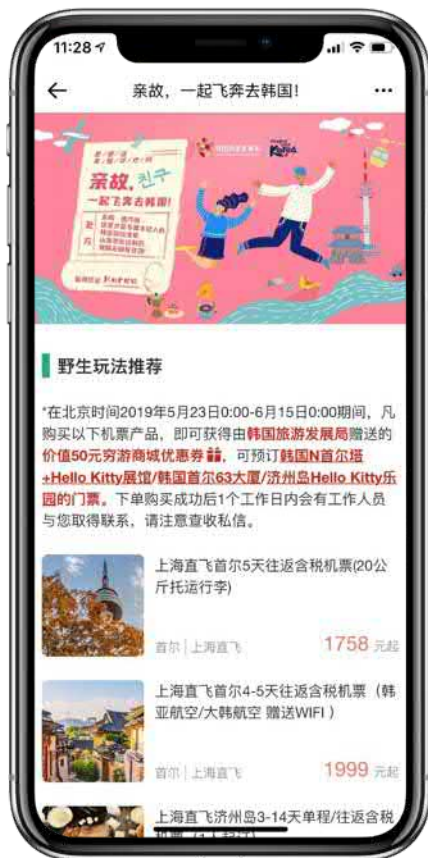 11:28
亲故，一起飞奔去韩国！
亲故，친구
一起飞奔去韩国!
野生玩法推荐
*在北京时间2019年5月23日0:00-6月15日0:00期间，凡
购买以下机票产品，即可获得由韩国旅游发展局赠送的
价值50元穷游商城优惠券，可预订韩国N首尔塔
+Hello Kitty展馆/韩国首尔63大厦/济州岛Hello Kitty乐
园的门票。下单购买成功后1个工作日内会有工作人员
与您取得联系，请注意查收私信。
上海直飞首尔5天往返含税机票(20公
斤托运行李)
首尔|上海直飞
1758 元起
上海直飞首尔4-5天往返含税机票（韩
亚航空/大韩航空 赠送WIFI ）
首尔|上海直飞
1999 元起
上海直飞济州岛3-14天单程/往返含税